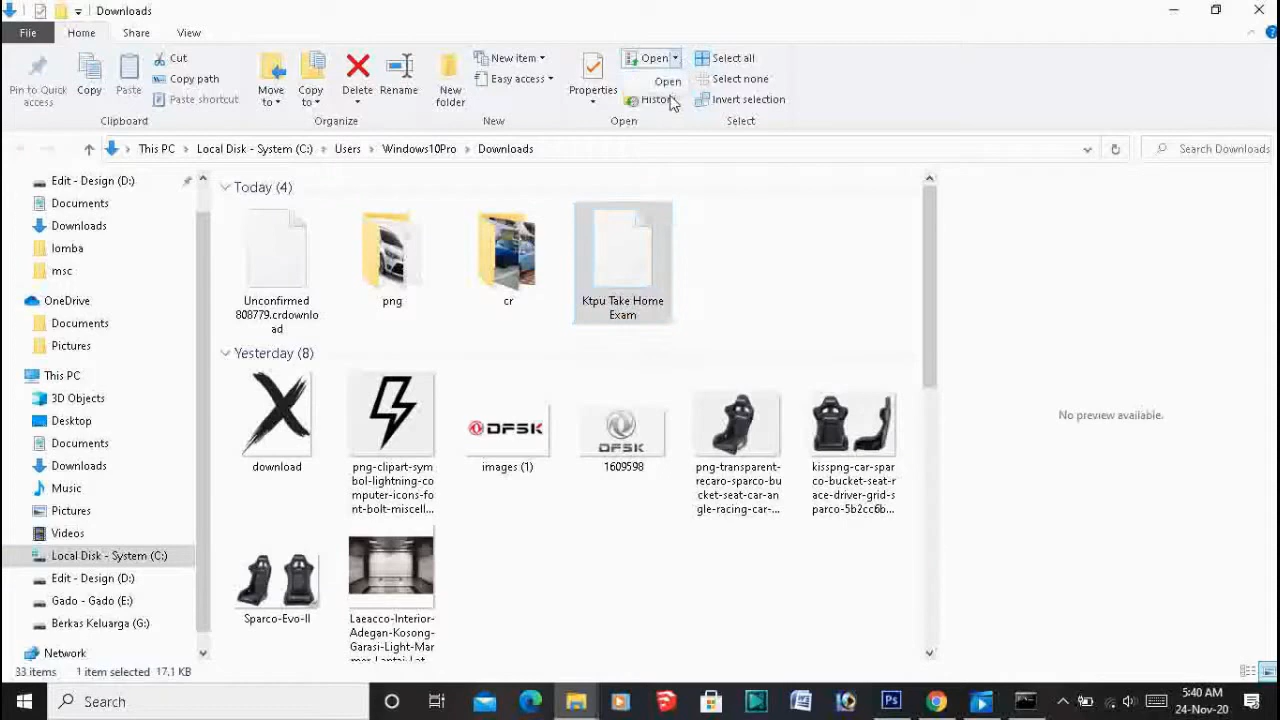 Downloads
File Home Share View
Pin to Quick access
Copy
Paste
Cut
Copy path
Paste shortcut
Clipboard
Move to
Copy to
Delete
Rename
Organize
New folder
New item
Easy access
New
Properties
Open
Open
Open
Select all
Select none
Invert selection
Select
This PC Local Disk - System (C:) Users Windows10Pro Downloads
Search Downloads
Edit - Design (D:)
Documents
Downloads
lomba
msc
OneDrive
Documents
Pictures
This PC
3D Objects
Desktop
Documents
Downloads
Music
Pictures
Videos
Local Disk - System (C:)
Edit - Design (D:)
Gado - Gado (E:)
Berkas Keluarga (G:)
Network
Today (4)
Unconfirmed
808779.crdownlo
ad
png
cr
Ktpu Take Home
Exam
Yesterday (8)
download
png-clipart-sym
bol-lightning-co
mputer-icons-fo
nt-bolt-miscell...
DFSK
images (1)
DFSK
1609598
png-transparent-
recaro-sparco-bu
cket-seat-car-an
gle-racing-car-...
kisspng-car-spar
co-bucket-seat-r
ace-driver-grid-s
parco-5b2cc6b...
Sparco-Evo-II
Laeacco-Interior-
Adegan-Kosong-
Garasi-Light-Mar
No preview available.
33 items 1 item selected 17,1 KB
Search
Ps
5:40 AM
24-Nov-20